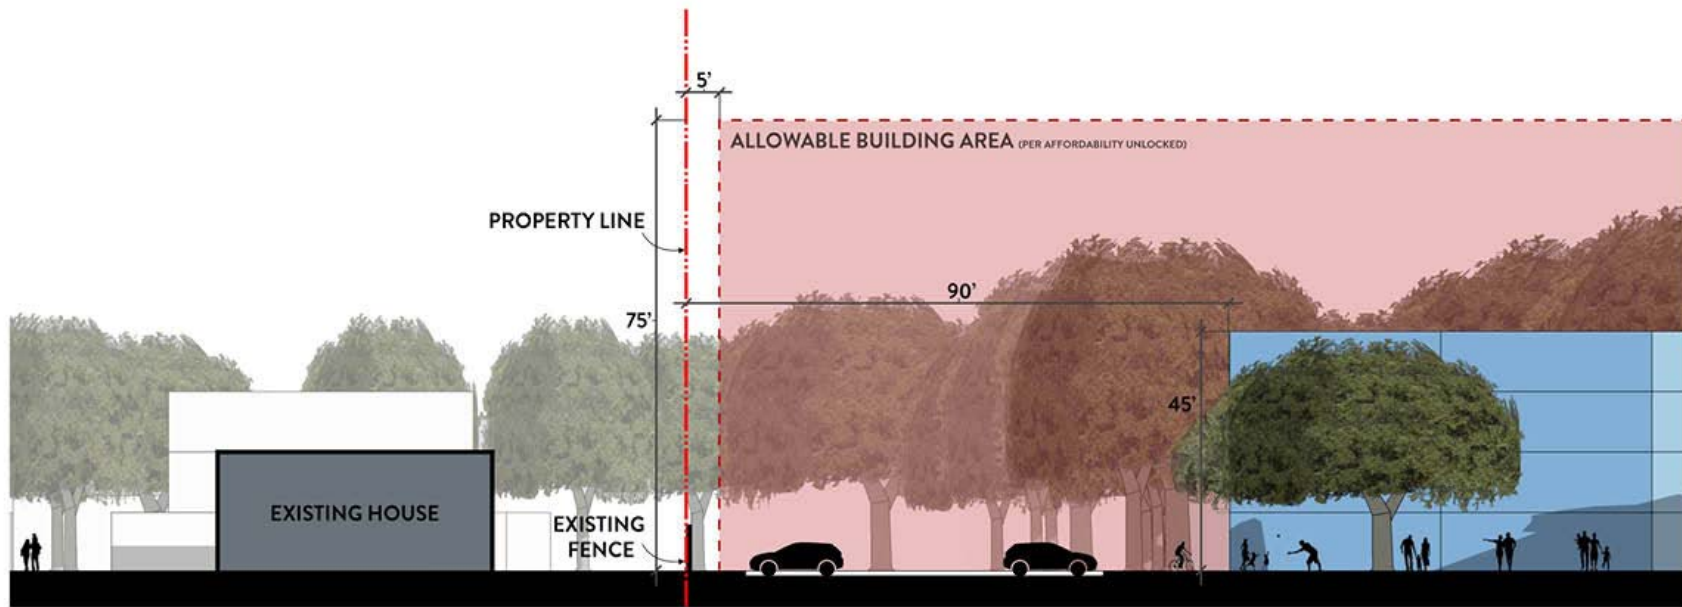 5'
ALLOWABLE BUILDING AREA (PER AFFORDABILITY UNLOCKED)
PROPERTY LINE
90'
75'
45'
EXISTING HOUSE
EXISTING
FENCE